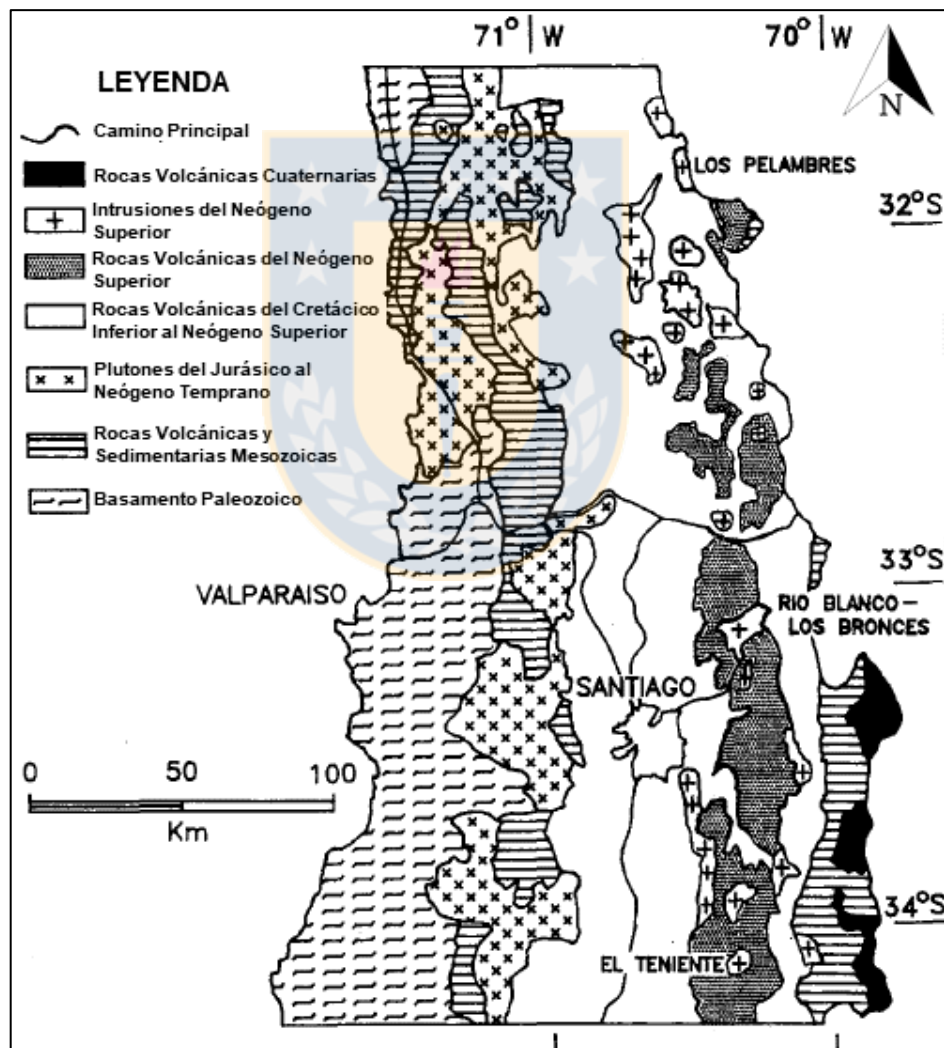 71° W
70° W
LEYENDA
N
Camino Principal
Rocas Volcánicas Cuaternarias
Intrusiones del Neógeno
Superior
Rocas Volcánicas del Neógeno
Superior
Rocas Volcánicas del Cretácico
Inferior al Neógeno Superior
Plutones del Jurásico al
Neógeno Temprano
Rocas Volcánicas y
Sedimentarias Mesozoicas
Basamento Paleozoico
LOS PELAMBRES
32°S
33°S
VALPARAISO
RIO BLANCO –
LOS BRONCES
SANTIAGO
0 50 100
Km
34°S
EL TENIENTE